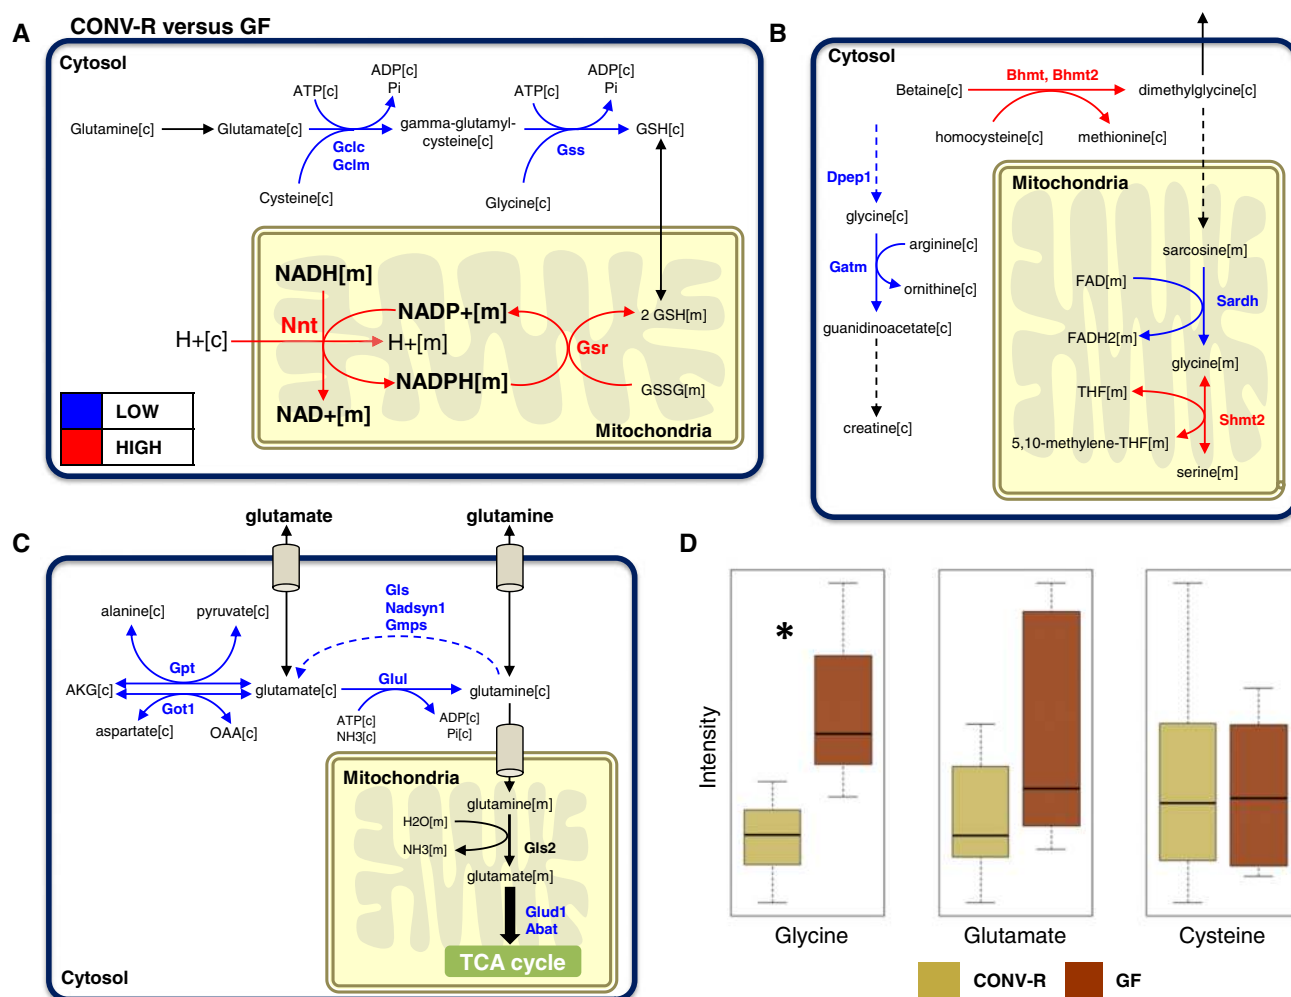 A
CONV-R versus GF
Cytosol
ATP[c]
ADP[c]
Pi
ATP[c]
ADP[c]
Pi
Glutamine[c]
Glutamate[c]
gamma-glutamyl-
cysteine[c]
GSH[c]
Gclc
Gclm
Gss
Cysteine[c]
Glycine[c]
NADH[m]
NADP+[m]
2 GSH[m]
Nnt
H+[c]
H+[m]
Gsr
NADPH[m]
GSSG[m]
NAD+[m]
Mitochondria
LOW
HIGH
B
Cytosol
Bhmt, Bhmt2
Betaine[c]
dimethylglycine[c]
homocysteine[c]
methionine[c]
Dpep1
glycine[c]
arginine[c]
Gatm
ornithine[c]
guanidinoacetate[c]
creatine[c]
Mitochondria
sarcosine[m]
FAD[m]
Sardh
FADH2[m]
glycine[m]
THF[m]
Shmt2
5,10-methylene-THF[m]
serine[m]
C
glutamate
glutamine
alanine[c]
pyruvate[c]
Gls
Nadsyn1
Gmps
Gpt
AKG[c]
glutamate[c]
Glul
glutamine[c]
Got1
aspartate[c]
OAA[c]
ATP[c]
NH3[c]
ADP[c]
Pi[c]
Mitochondria
glutamine[m]
H2O[m]
NH3[m]
Gls2
glutamate[m]
Glud1
Abat
TCA cycle
Cytosol
D
*
Intensity
Glycine
Glutamate
Cysteine
CONV-R
GF